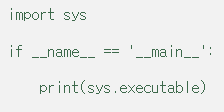 import sys
if __name__ == '__main__':
    print(sys.executable)